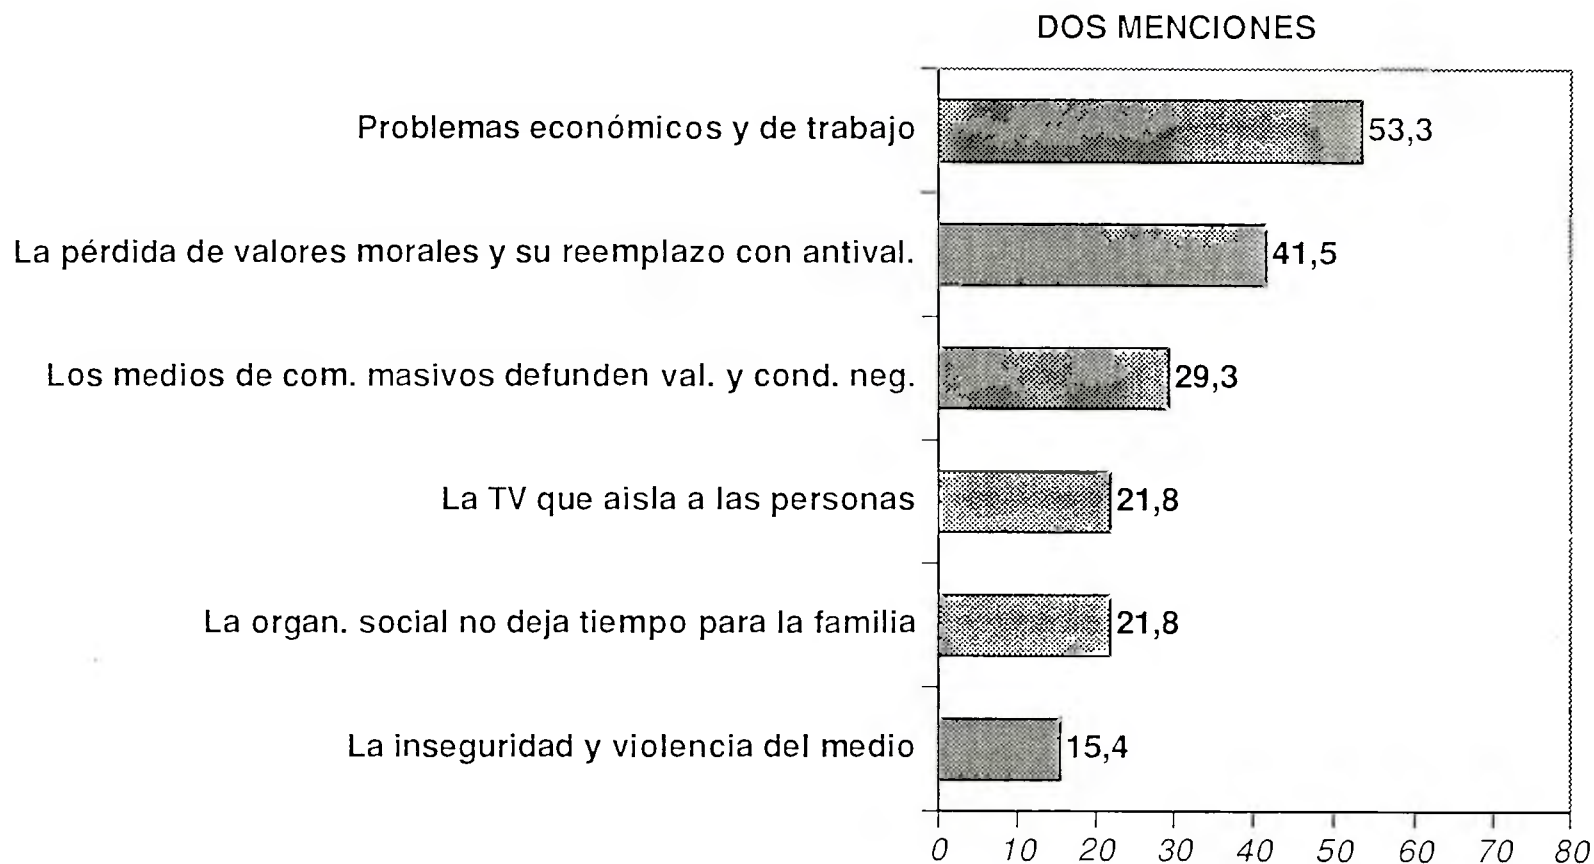 DOS MENCIONES
Problemas económicos y de trabajo 53,3
La pérdida de valores morales y su reemplazo con antival. 41,5
Los medios de com. masivos defunden val. y cond. neg. 29,3
La TV que aisla a las personas 21,8
La organ. social no deja tiempo para la familia 21,8
La inseguridad y violencia del medio 15,4
0 10 20 30 40 50 60 70 80